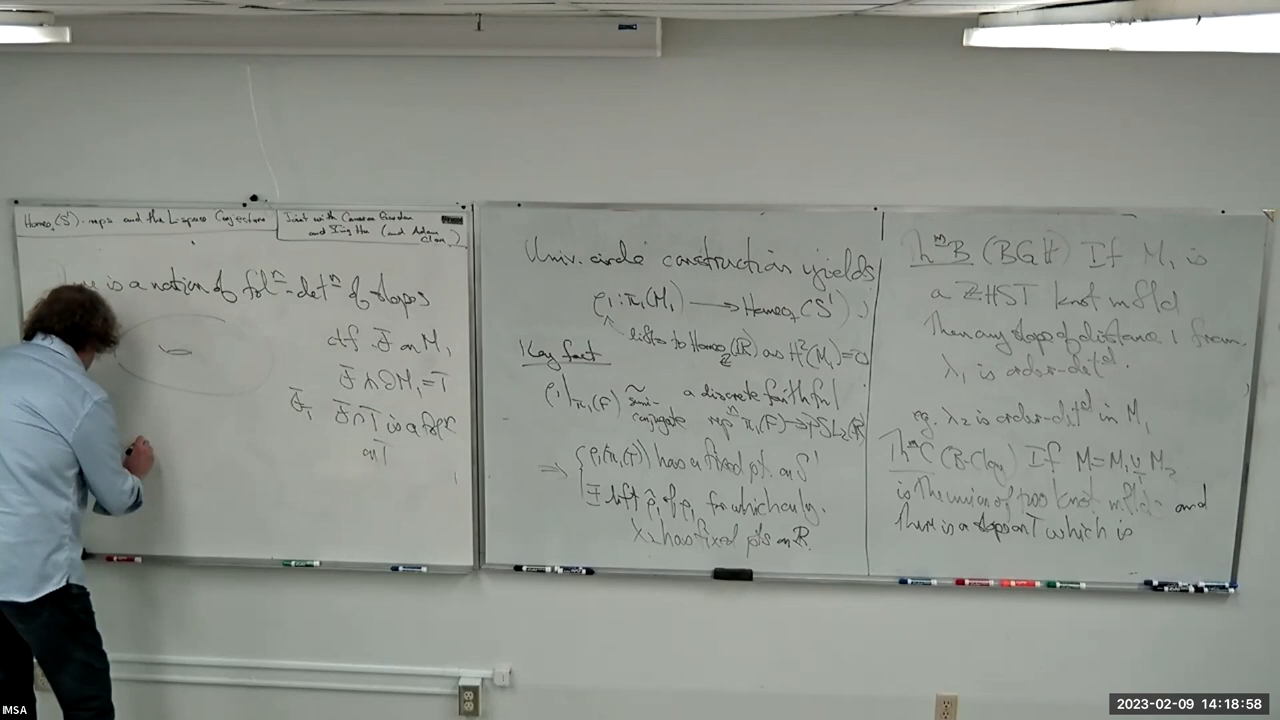 Homeo₊(S¹)-reps and the L-space Conjecture
Joint with Cameron Gordon
and Ying Hu (and Adam
Clay)
is a notion of fol^n-det^n of slopes
on M₁
∂M₁ = T
is a
on T
Univ. circle construction yields
ρ₁: π₁(M₁) → Homeo₊(S¹)
lifts to Homeo_Z(R) as H²(M₁)=0
Key fact
ρ₁|π₁(F) semi-conjugate a discrete faithful
rep^n π₁(F)→PSL₂(R)
⇒ { ρ₁(π₁(T)) has a fixed pt. on S¹
∃ lift ρ̃₁ of ρ₁ for which
λ₂ has fixed pts on R.
Th^m B (BGH) If M₁ is
a ZHST knot mfld
Then any slope of distance 1 from
λ₁ is order-det^d.
eg. λ₂ is order-det^d in M₁
Th^m C (B-Clay) If M = M₁ ∪_T M₂
is the union of two knot mflds and
there is a slope on T which is
2023-02-09 14:18:58
IMSA